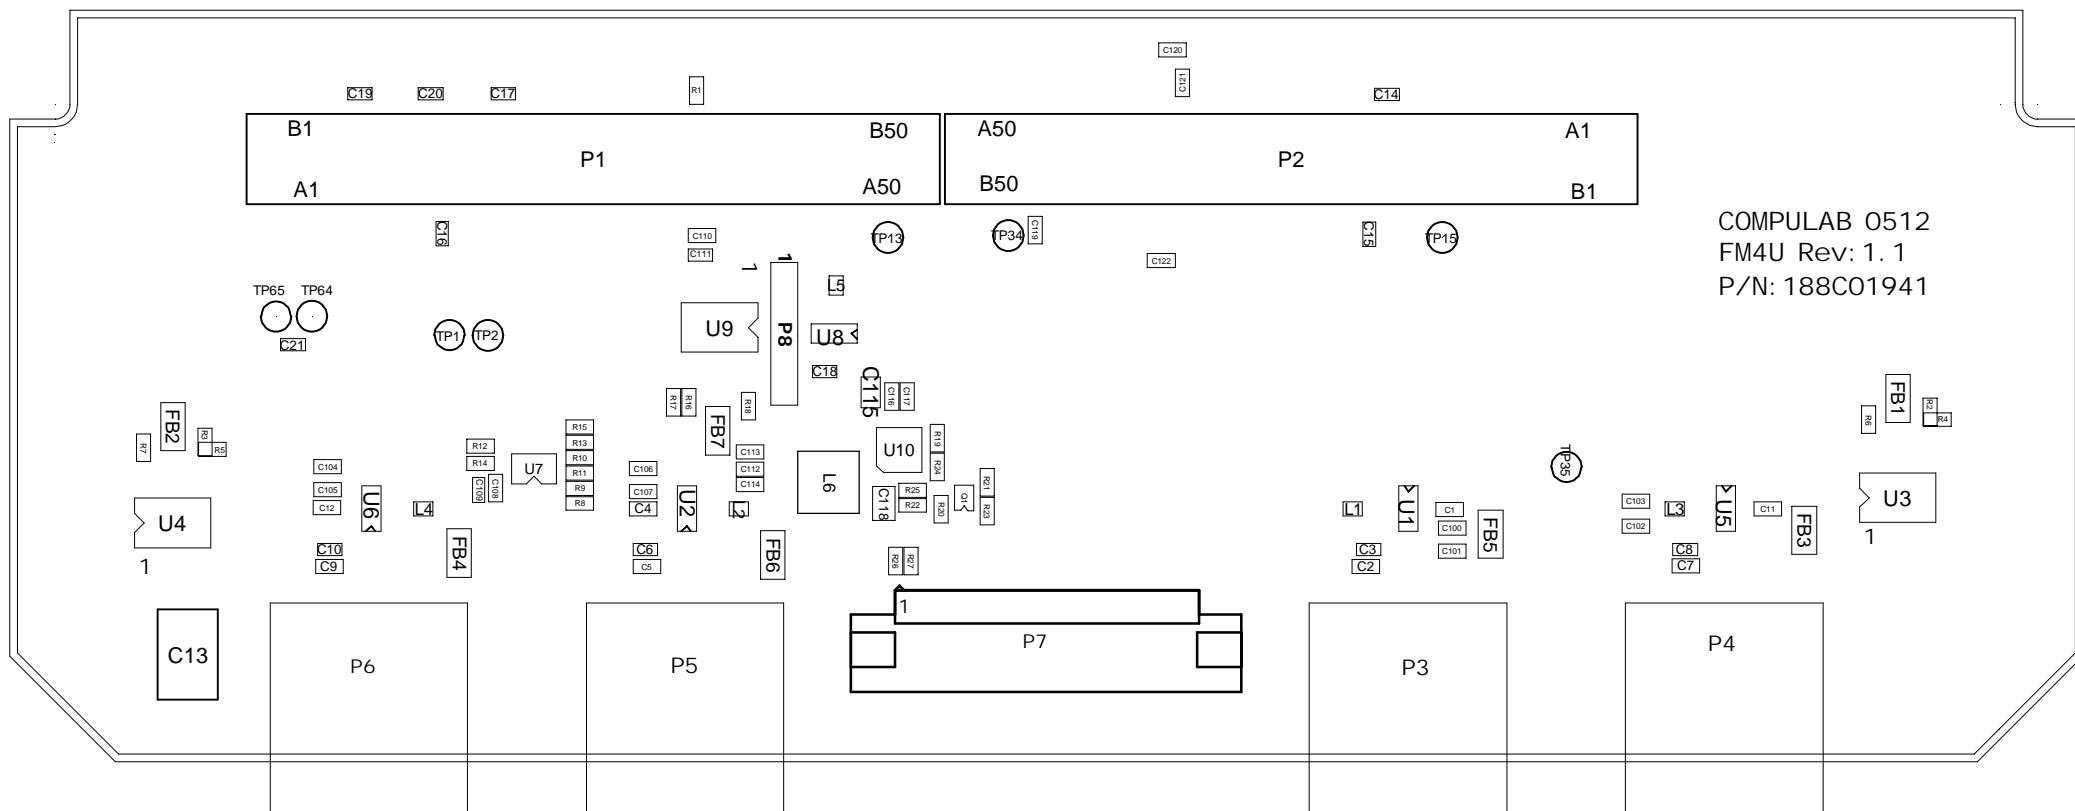 C120
C121
C19
C20
C17
R1
C14
B1
B50
A50
A1
P1
P2
A1
A50
B50
B1
COMPULAB 0512
FM4U Rev:1.1
P/N:188C01941
C16
C110
C111
TP13
TP34
C119
C15
TP15
C122
1
1
L5
TP65
TP64
C21
TP1
TP2
U9
P8
U8
C18
C115
C116
C117
R17
R16
R18
FB7
FB2
R3
R5
R7
FB1
R2
R4
R6
R15
R13
R10
R11
R9
R8
R12
R14
U7
C109
C108
C104
C105
C12
U6
L4
C106
C107
C4
U2
L2
C113
C112
C114
L6
U10
R19
R24
C118
R25
R22
R20
Q1
R21
R23
TP35
L1
U1
C1
C100
C101
FB5
C103
C102
L3
U5
C11
FB3
U3
1
U4
1
C10
C9
FB4
C6
C5
FB6
R26
R27
C3
C2
C8
C7
1
C13
P6
P5
P7
P3
P4